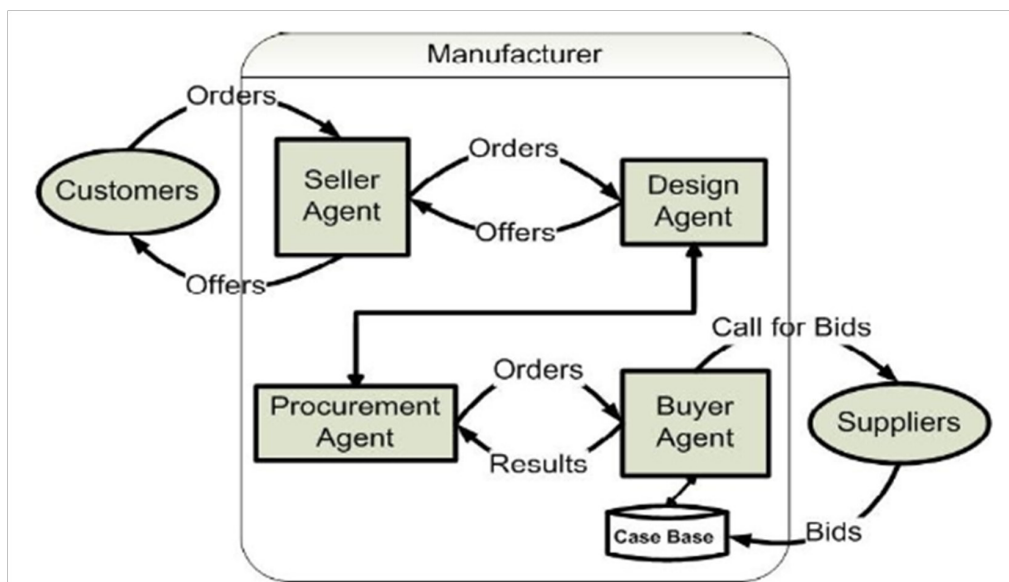 Manufacturer
Orders
Customers
Seller
Agent
Orders
Design
Agent
Offers
Offers
Call for Bids
Procurement
Agent
Orders
Buyer
Agent
Suppliers
Results
Case Base
Bids